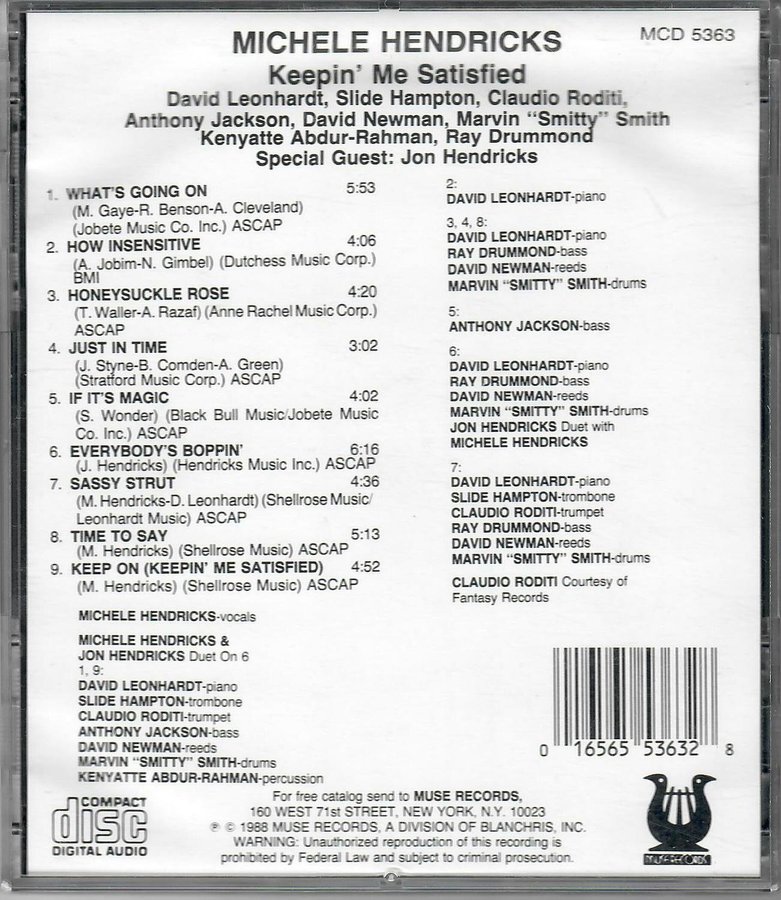 MICHELE HENDRICKS
MCD 5363
Keepin' Me Satisfied
David Leonhardt, Slide Hampton, Claudio Roditi,
Anthony Jackson, David Newman, Marvin "Smitty" Smith
Kenyatte Abdur-Rahman, Ray Drummond
Special Guest: Jon Hendricks
1. WHAT'S GOING ON 5:53
(M. Gaye-R. Benson-A. Cleveland)
(Jobete Music Co. Inc.) ASCAP
2. HOW INSENSITIVE 4:06
(A. Jobim-N. Gimbel) (Dutchess Music Corp.)
BMI
3. HONEYSUCKLE ROSE 4:20
(T. Waller-A. Razaf) (Anne Rachel Music Corp.)
ASCAP
4. JUST IN TIME 3:02
(J. Styne-B. Comden-A. Green)
(Stratford Music Corp.) ASCAP
5. IF IT'S MAGIC 4:02
(S. Wonder) (Black Bull Music/Jobete Music
Co. Inc.) ASCAP
6. EVERYBODY'S BOPPIN' 6:16
(J. Hendricks) (Hendricks Music Inc.) ASCAP
7. SASSY STRUT 4:36
(M. Hendricks-D. Leonhardt) (Shellrose Music/
Leonhardt Music) ASCAP
8. TIME TO SAY 5:13
(M. Hendricks) (Shellrose Music) ASCAP
9. KEEP ON (KEEPIN' ME SATISFIED) 4:52
(M. Hendricks) (Shellrose Music) ASCAP
MICHELE HENDRICKS-vocals
MICHELE HENDRICKS &
JON HENDRICKS Duet On 6
1, 9:
DAVID LEONHARDT-piano
SLIDE HAMPTON-trombone
CLAUDIO RODITI-trumpet
ANTHONY JACKSON-bass
DAVID NEWMAN-reeds
MARVIN "SMITTY" SMITH-drums
KENYATTE ABDUR-RAHMAN-percussion
2:
DAVID LEONHARDT-piano
3, 4, 8:
DAVID LEONHARDT-piano
RAY DRUMMOND-bass
DAVID NEWMAN-reeds
MARVIN "SMITTY" SMITH-drums
5:
ANTHONY JACKSON-bass
6:
DAVID LEONHARDT-piano
RAY DRUMMOND-bass
DAVID NEWMAN-reeds
MARVIN "SMITTY" SMITH-drums
JON HENDRICKS Duet with
MICHELE HENDRICKS
7:
DAVID LEONHARDT-piano
SLIDE HAMPTON-trombone
CLAUDIO RODITI-trumpet
RAY DRUMMOND-bass
DAVID NEWMAN-reeds
MARVIN "SMITTY" SMITH-drums
CLAUDIO RODITI Courtesy of
Fantasy Records
0 16565 53632 8
COMPACT
disc
DIGITAL AUDIO
For free catalog send to MUSE RECORDS,
160 WEST 71st STREET, NEW YORK, N.Y. 10023
℗ © 1988 MUSE RECORDS, A DIVISION OF BLANCHRIS, INC.
WARNING: Unauthorized reproduction of this recording is
prohibited by Federal Law and subject to criminal prosecution.
MUSE RECORDS